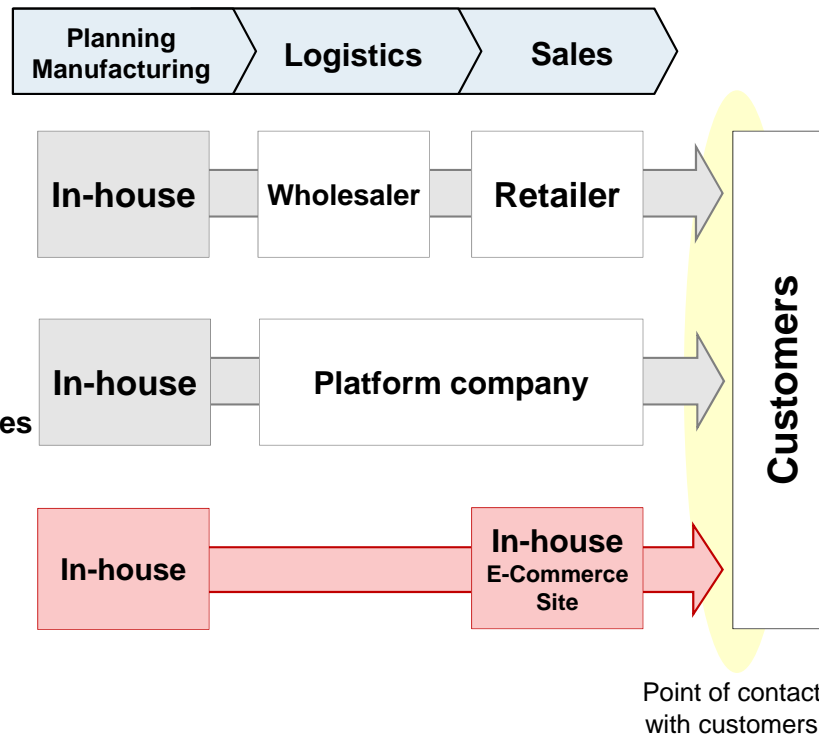 Planning
Manufacturing
Logistics
Sales
In-house
Wholesaler
Retailer
In-house
Platform company
es
In-house
In-house
E-Commerce
Site
Customers
Point of contact
with customers